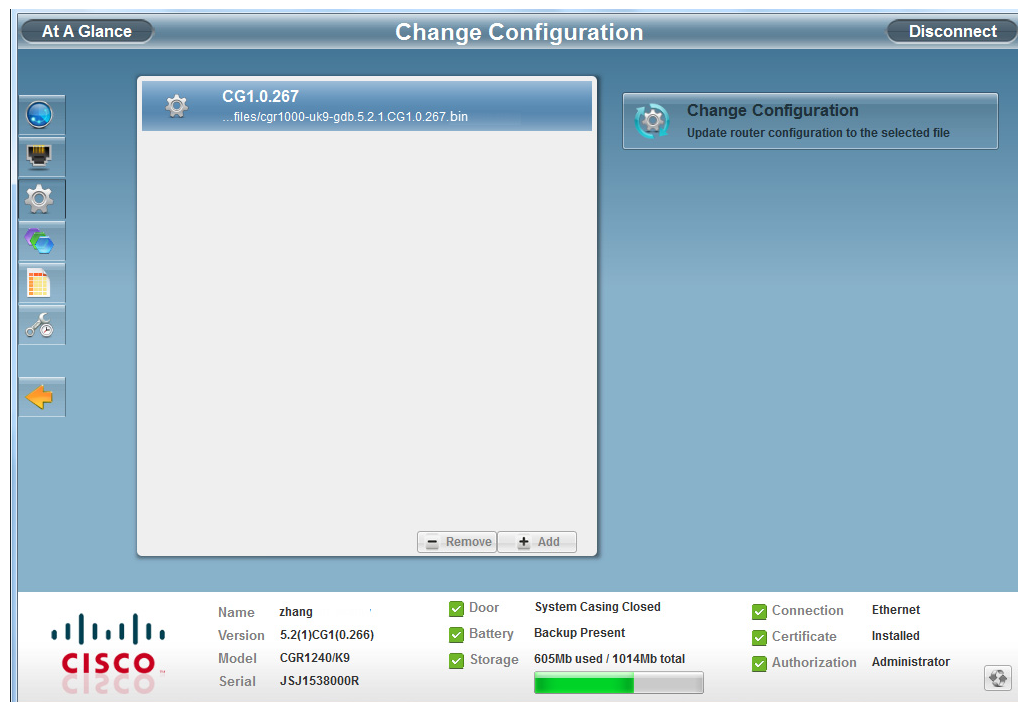 At A Glance
Change Configuration
Disconnect
CG1.0.267
...files/cgr1000-uk9-gdb.5.2.1.CG1.0.267.bin
Change Configuration
Update router configuration to the selected file
Remove
Add
CISCO
Name zhang
Version 5.2(1)CG1(0.266)
Model CGR1240/K9
Serial JSJ1538000R
Door System Casing Closed
Battery Backup Present
Storage 605Mb used / 1014Mb total
Connection Ethernet
Certificate Installed
Authorization Administrator